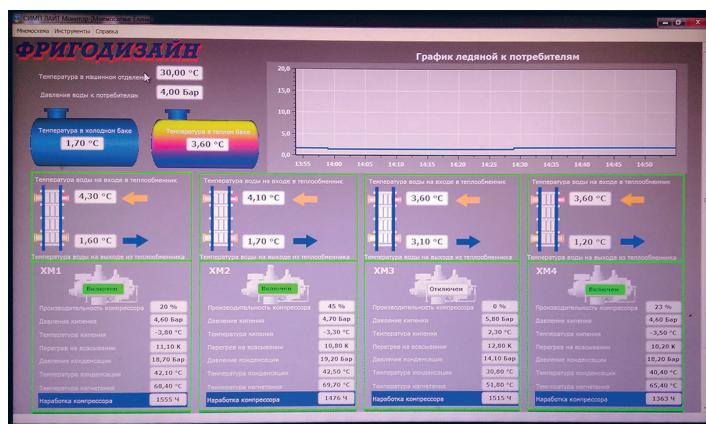 СИМП ЛАЙТ Монитор
Мнемосхема Инструменты Справка
ФРИГОДИЗАЙН
График ледяной к потребителям
Температура в машинном отделении 30,00 °C
Давление воды к потребителям 4,00 Бар
20,0
15,0
10,0
5,0
0,0
13:55 14:00 14:05 14:10 14:15 14:20 14:25 14:30 14:35 14:40 14:45 14:50
Температура в холодном баке
1,70 °C
Температура в теплом баке
3,60 °C
Температура воды на входе в теплообменник
4,30 °C
1,60 °C
Температура воды на выходе из теплообменника
Температура воды на входе в теплообменник
4,10 °C
1,70 °C
Температура воды на выходе из теплообменника
Температура воды на входе в теплообменник
3,60 °C
3,10 °C
Температура воды на выходе из теплообменника
Температура воды на входе в теплообменник
3,60 °C
1,20 °C
Температура воды на выходе из теплообменника
ХМ1
Включен
Производительность компрессора 20 %
Давление кипения 4,60 Бар
Температура кипения -3,80 °C
Перегрев на всасывании 11,10 К
Давление конденсации 18,70 Бар
Температура конденсации 42,10 °C
Температура нагнетания 68,40 °C
Наработка компрессора 1555 Ч
ХМ2
Включен
Производительность компрессора 45 %
Давление кипения 4,70 Бар
Температура кипения -3,30 °C
Перегрев на всасывании 10,80 К
Давление конденсации 19,20 Бар
Температура конденсации 42,50 °C
Температура нагнетания 69,70 °C
Наработка компрессора 1476 Ч
ХМ3
Отключен
Производительность компрессора 0 %
Давление кипения 5,80 Бар
Температура кипения 2,30 °C
Перегрев на всасывании 12,80 К
Давление конденсации 14,10 Бар
Температура конденсации 30,80 °C
Температура нагнетания 51,80 °C
Наработка компрессора 1515 Ч
ХМ4
Включен
Производительность компрессора 23 %
Давление кипения 4,60 Бар
Температура кипения -3,50 °C
Перегрев на всасывании 10,20 К
Давление конденсации 18,20 Бар
Температура конденсации 40,40 °C
Температура нагнетания 65,40 °C
Наработка компрессора 1363 Ч